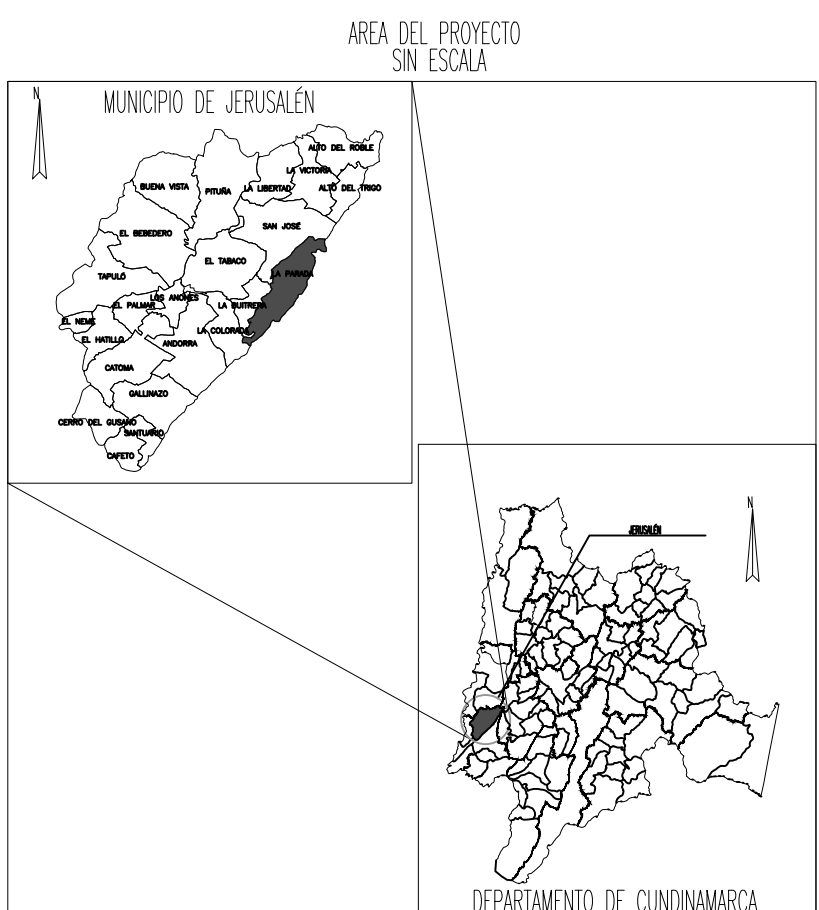 AREA DEL PROYECTO
SIN ESCALA
N
MUNICIPIO DE JERUSALÉN
ALTO DEL ROBLE
LA VICTORIA
BUENA VISTA
PITUÑA
LA LIBERTAD
ALTO DEL TRIGO
SAN JOSÉ
EL BEBEDERO
EL TABACO
LA PARADA
TAPULÓ
LOS ANONES
EL PALMAR
LA BUITRERA
EL NEME
LA COLORADA
EL HATILLO
ANDORRA
CATOMA
GALLINAZO
CERRO DEL GUSANO
SANTUARIO
CAFETO
N
JERUSALÉN
DEPARTAMENTO DE CUNDINAMARCA